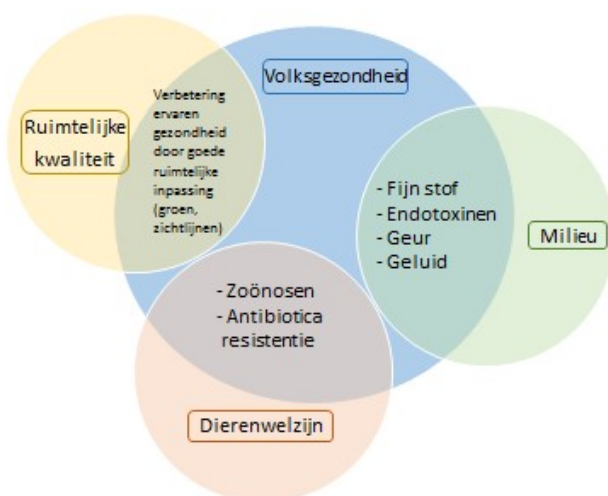 Volksgezondheid
Ruimtelijke
kwaliteit
Verbetering
ervaren
gezondheid
door goede
ruimtelijke
inpassing
(groen,
zichtlijnen)
- Fijn stof
- Endotoxinen
- Geur
- Geluid
Milieu
- Zoönosen
- Antibiotica
resistentie
Dierenwelzijn